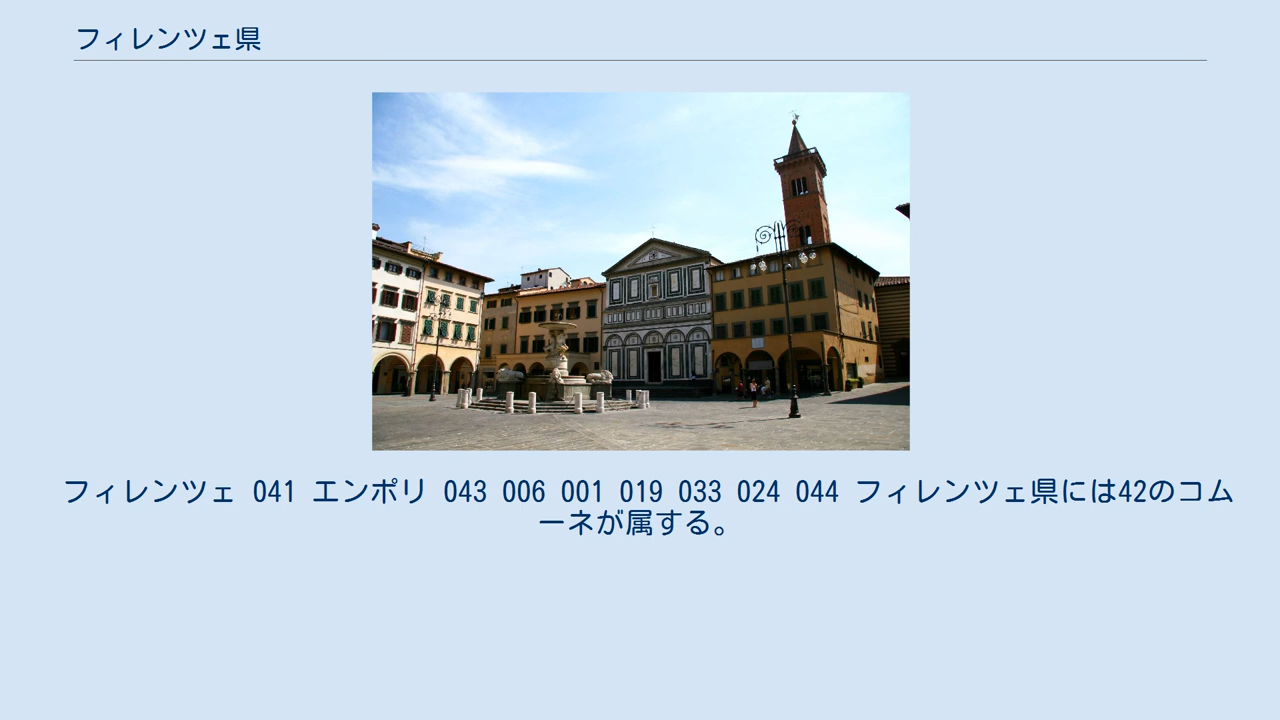 フィレンツェ県
フィレンツェ 041 エンポリ 043 006 001 019 033 024 044 フィレンツェ県には42のコム
ーネが属する。